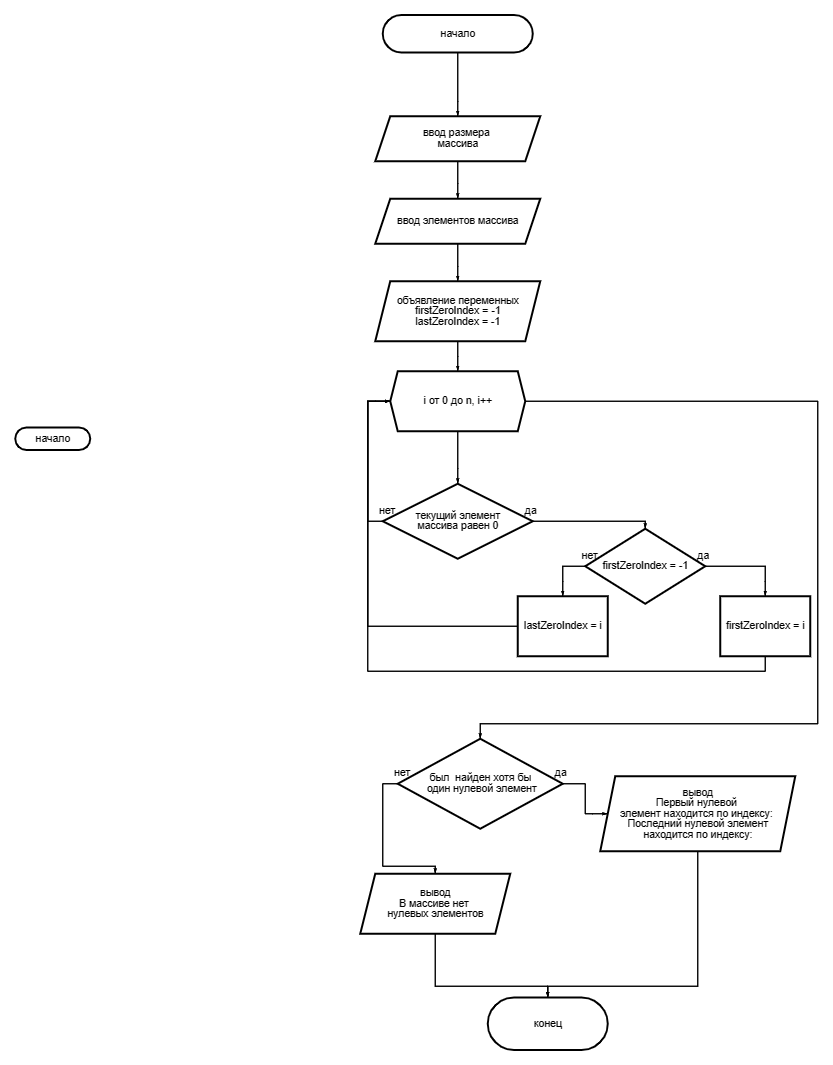 начало
ввод размера
массива
ввод элементов массива
объявление переменных
firstZeroIndex = -1
lastZeroIndex = -1
i от 0 до n, i++
начало
нет
текущий элемент
массива равен 0
да
нет
firstZeroIndex = -1
да
lastZeroIndex = i
firstZeroIndex = i
нет
был найден хотя бы
один нулевой элемент
да
вывод
Первый нулевой
элемент находится по индексу:
Последний нулевой элемент
находится по индексу:
вывод
В массиве нет
нулевых элементов
конец